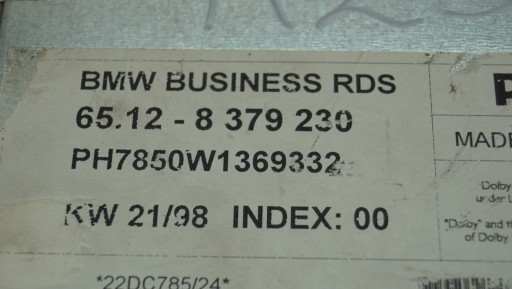 BMW BUSINESS RDS
65.12 - 8 379 230
PH7850W1369332
KW 21/98 INDEX: 00
*22DC785/24*
P
MADE
Dolby
under L
"Dolby" and t
of Dolby